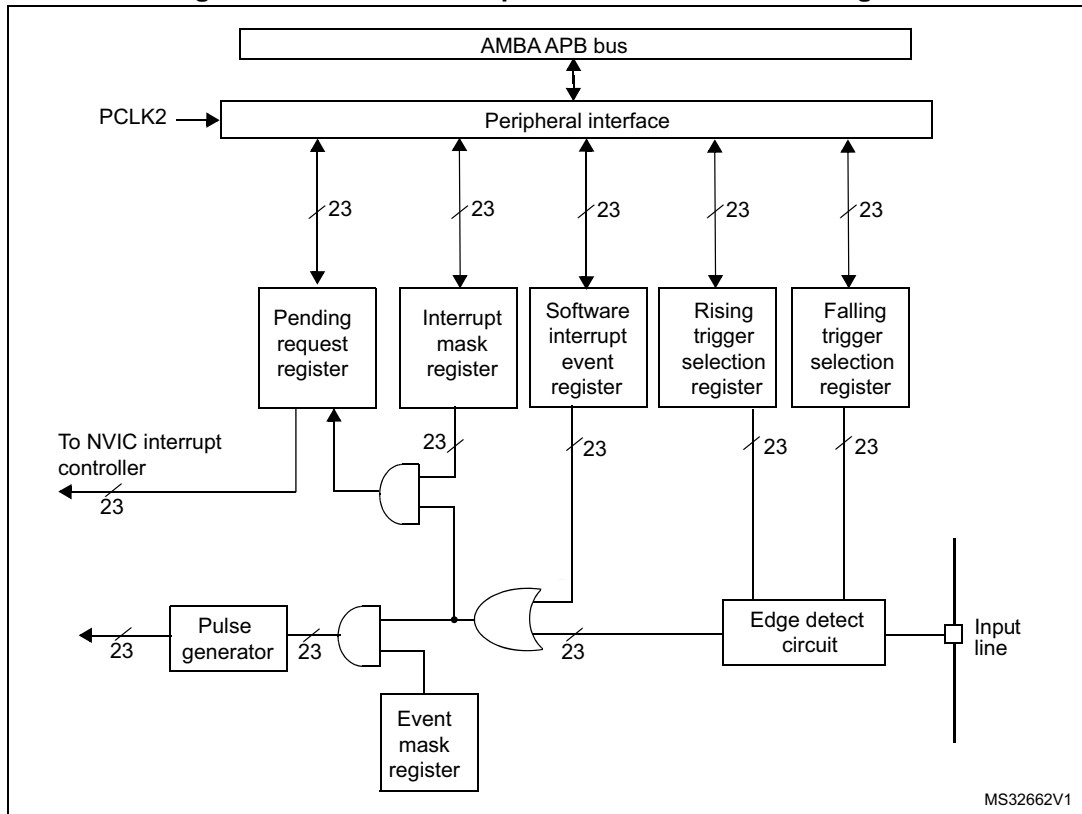 AMBA APB bus
PCLK2
Peripheral interface
23
23
23
23
23
Pending
request
register
Interrupt
mask
register
Software
interrupt
event
register
Rising
trigger
selection
register
Falling
trigger
selection
register
To NVIC interrupt
controller
23
23
23
23
23
Pulse
generator
23
23
23
Edge detect
circuit
Input
line
Event
mask
register
MS32662V1